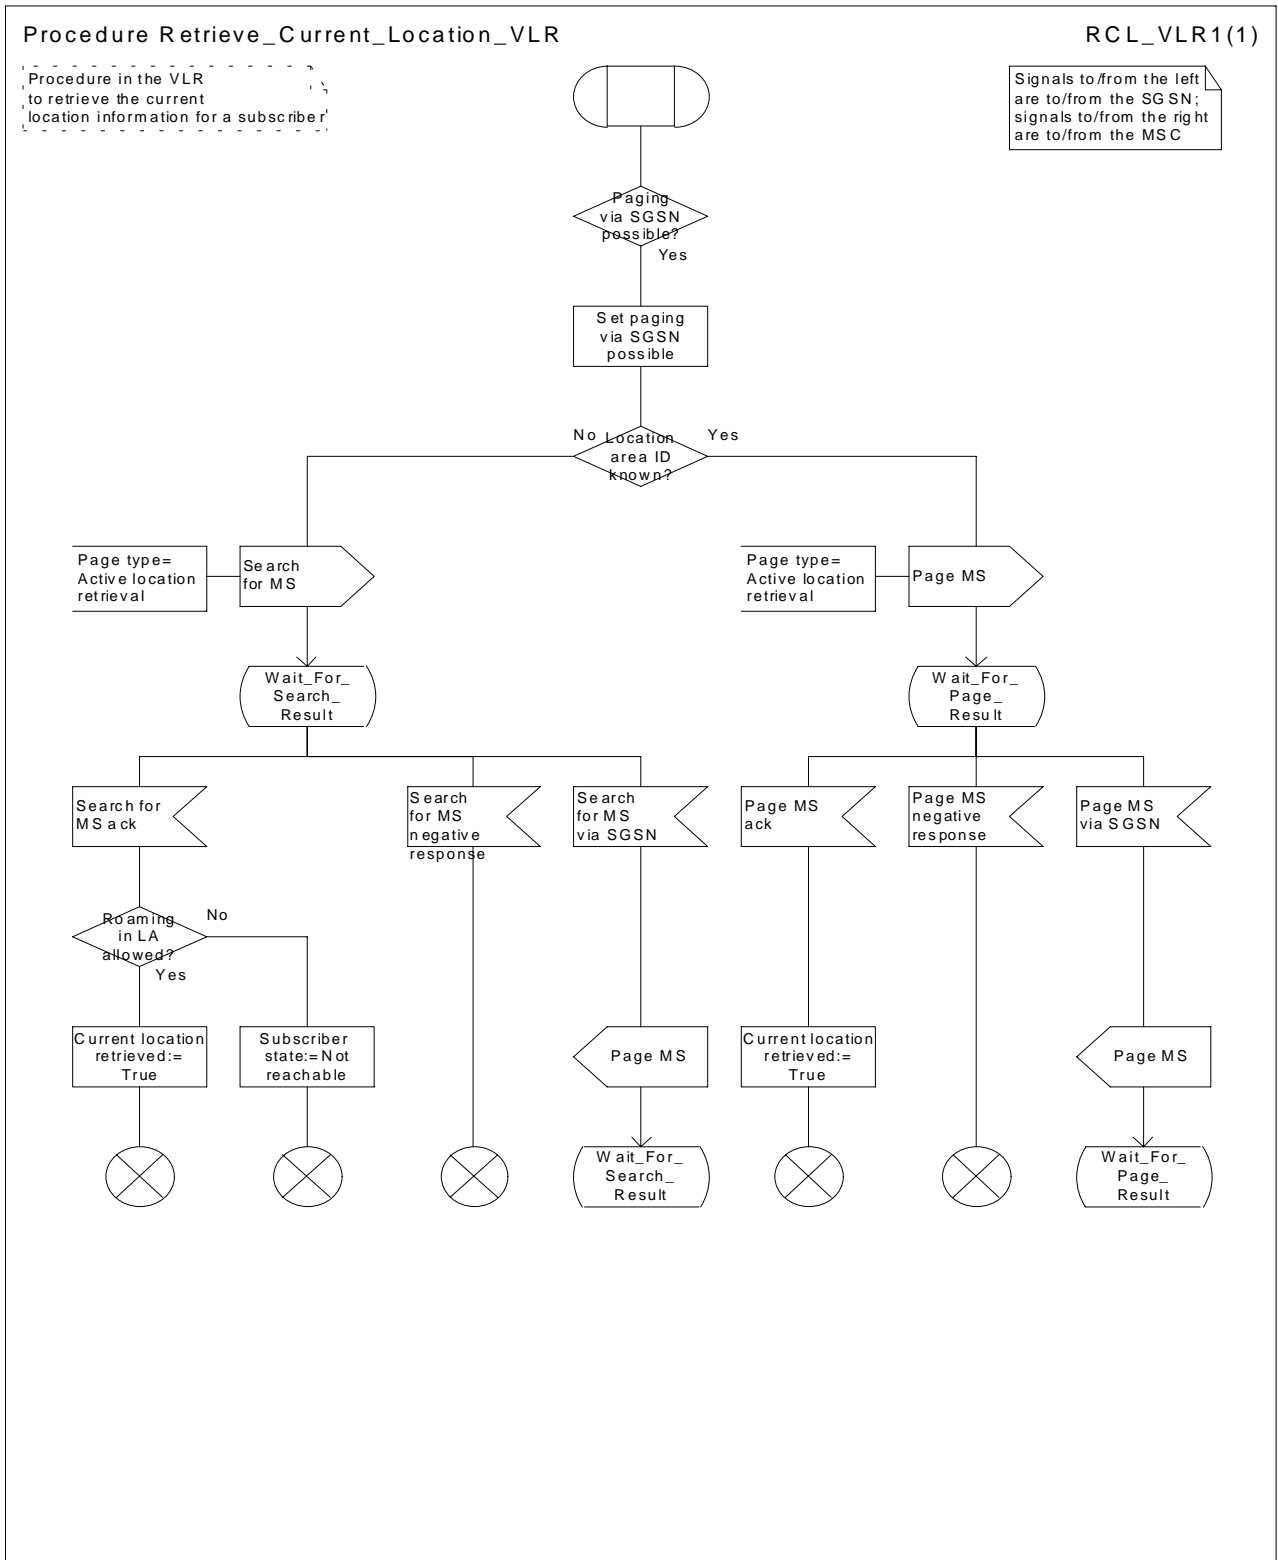 Procedure Retrieve_Current_Location_VLR
RCL_VLR1(1)
Procedure in the VLR
to retrieve the current
location information for a subscriber
Signals to/from the left
are to/from the SGSN;
signals to/from the right
are to/from the MSC
Paging
via SGSN
possible?
Yes
Set paging
via SGSN
possible
No
Location
area ID
known?
Yes
Page type=
Active location
retrieval
Search
for MS
Page type=
Active location
retrieval
Page MS
Wait_For_
Search_
Result
Wait_For_
Page_
Result
Search for
MS ack
Search
for MS
negative
response
Search
for MS
via SGSN
Page MS
ack
Page MS
negative
response
Page MS
via SGSN
Roaming
in LA
allowed?
No
Yes
Current location
retrieved:=
True
Subscriber
state:=Not
reachable
Page MS
Current location
retrieved:=
True
Page MS
Wait_For_
Search_
Result
Wait_For_
Page_
Result